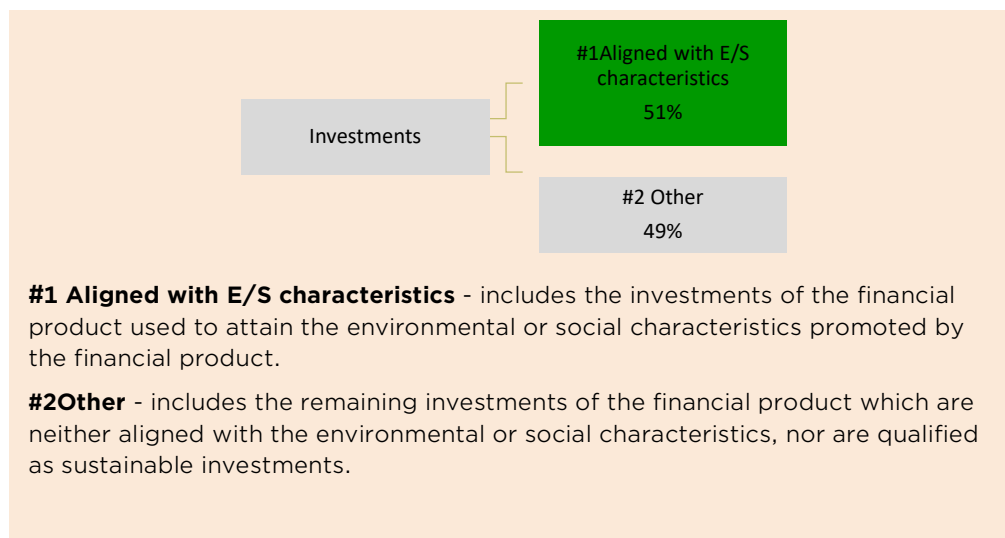 #1Aligned with E/S
characteristics
51%
Investments
#2 Other
49%
#1 Aligned with E/S characteristics - includes the investments of the financial
product used to attain the environmental or social characteristics promoted by
the financial product.
#2Other - includes the remaining investments of the financial product which are
neither aligned with the environmental or social characteristics, nor are qualified
as sustainable investments.